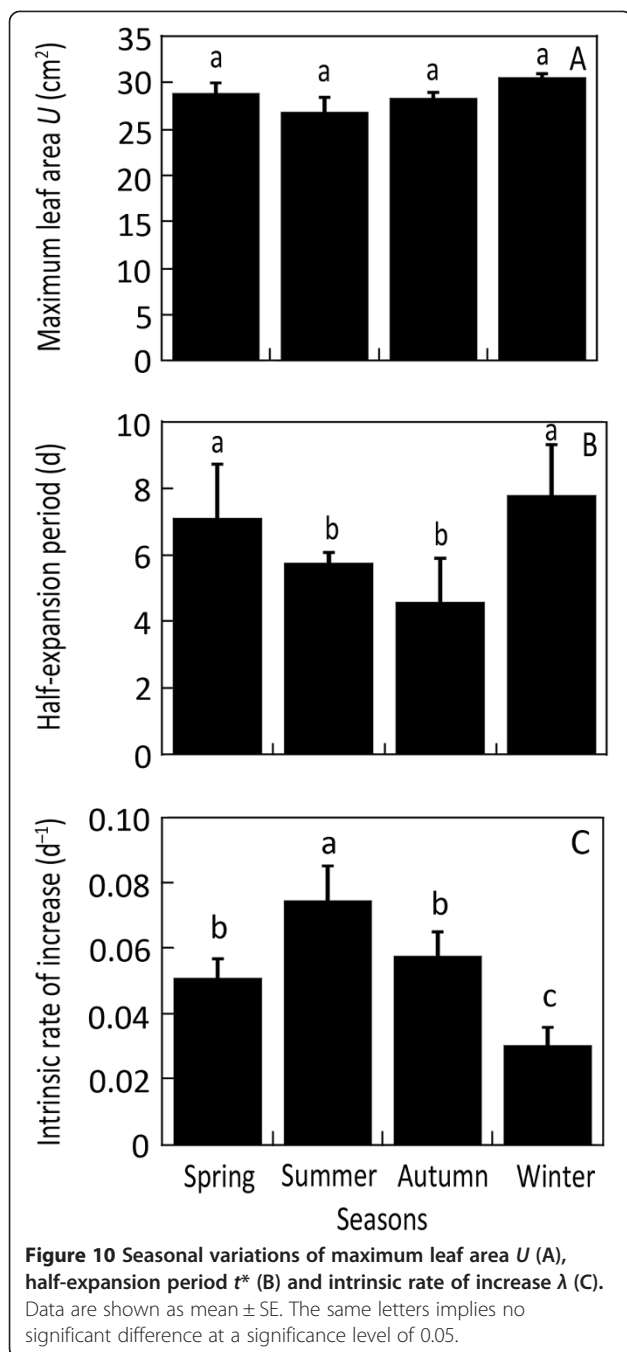 35
30
25
20
15
10
5
0
Maximum leaf area U (cm²)
a
a
a
a
A
10
8
6
4
2
0
Half-expansion period (d)
a
b
b
a
B
0.10
0.08
0.06
0.04
0.02
0
Intrinsic rate of increase (d⁻¹)
b
a
b
c
C
Spring Summer Autumn Winter
Seasons
Figure 10 Seasonal variations of maximum leaf area U (A),
half-expansion period t* (B) and intrinsic rate of increase λ (C).
Data are shown as mean ± SE. The same letters implies no
significant difference at a significance level of 0.05.